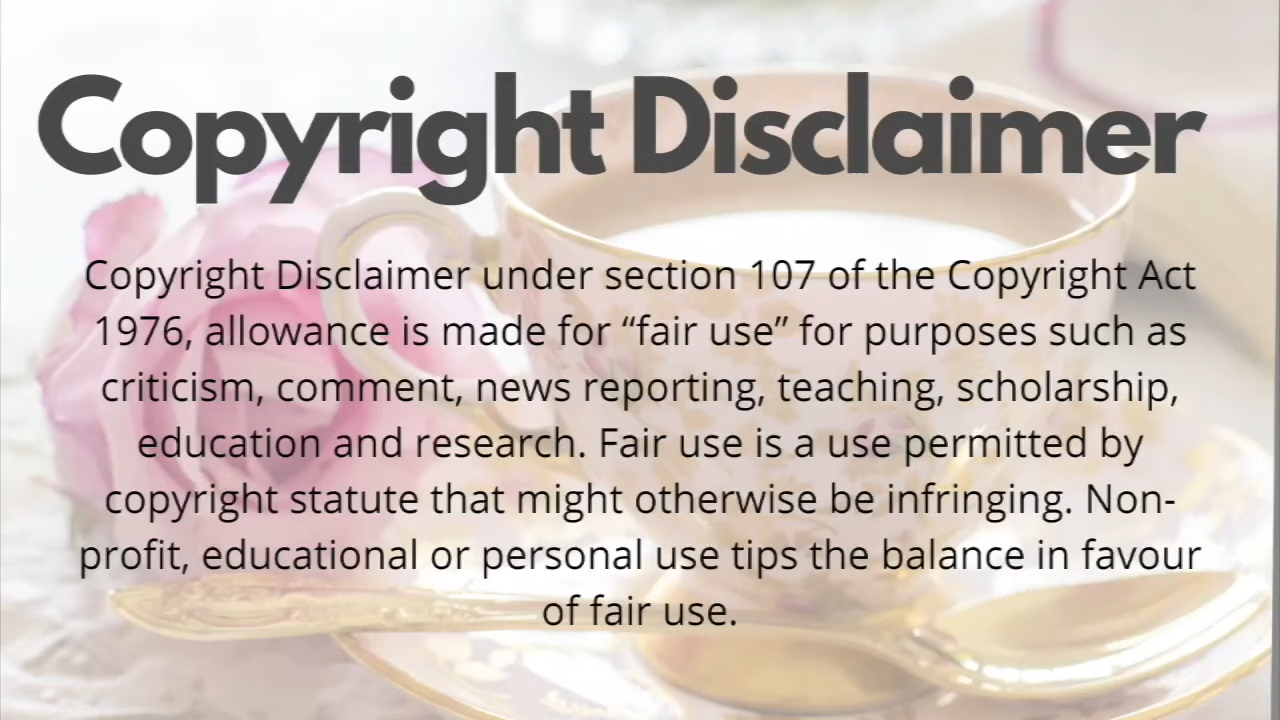 Copyright Disclaimer
Copyright Disclaimer under section 107 of the Copyright Act
1976, allowance is made for “fair use” for purposes such as
criticism, comment, news reporting, teaching, scholarship,
education and research. Fair use is a use permitted by
copyright statute that might otherwise be infringing. Non-
profit, educational or personal use tips the balance in favour
of fair use.